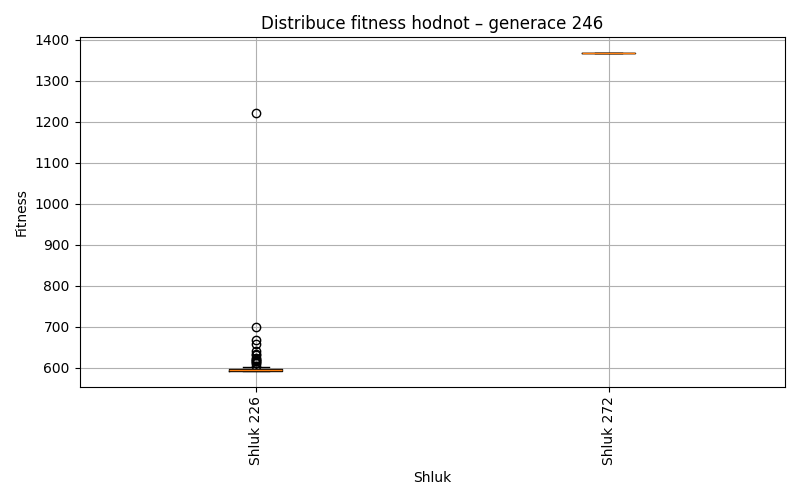 Distribuce fitness hodnot – generace 246
1400
1300
1200
1100
1000
900
800
700
600
Fitness
Shluk 226
Shluk 272
Shluk